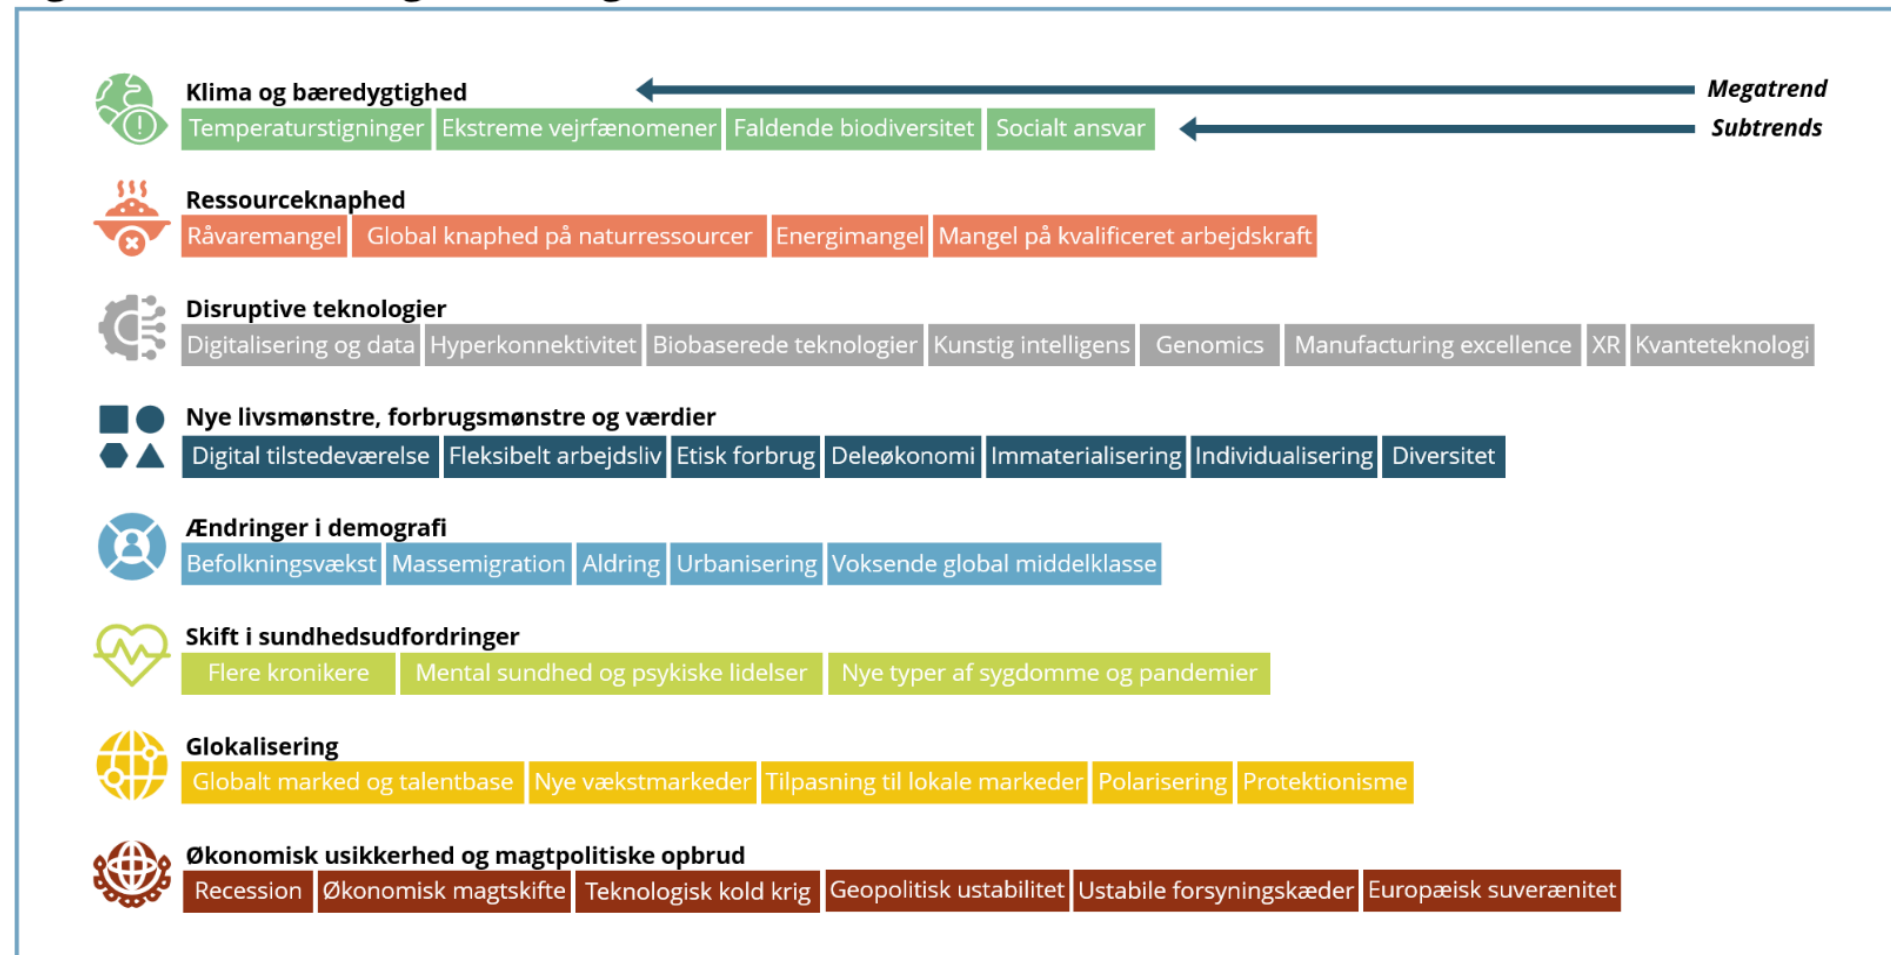 Klima og bæredygtighed
Megatrend
Temperaturstigninger Ekstreme vejrfænomener Faldende biodiversitet Socialt ansvar
Subtrends
Ressourceknaphed
Råvaremangel Global knaphed på naturressourcer Energimangel Mangel på kvalificeret arbejdskraft
Disruptive teknologier
Digitalisering og data Hyperkonnektivitet Biobaserede teknologier Kunstig intelligens Genomics Manufacturing excellence XR Kvanteteknologi
Nye livsmønstre, forbrugsmønstre og værdier
Digital tilstedeværelse Fleksibelt arbejdsliv Etisk forbrug Deleøkonomi Immaterialisering Individualisering Diversitet
Ændringer i demografi
Befolkningsvækst Massemigration Aldring Urbanisering Voksende global middelklasse
Skift i sundhedsudfordringer
Flere kronikere Mental sundhed og psykiske lidelser Nye typer af sygdomme og pandemier
Glokalisering
Globalt marked og talentbase Nye vækstmarkeder Tilpasning til lokale markeder Polarisering Protektionisme
Økonomisk usikkerhed og magtpolitiske opbrud
Recession Økonomisk magtskifte Teknologisk kold krig Geopolitisk ustabilitet Ustabile forsyningskæder Europæisk suverænitet